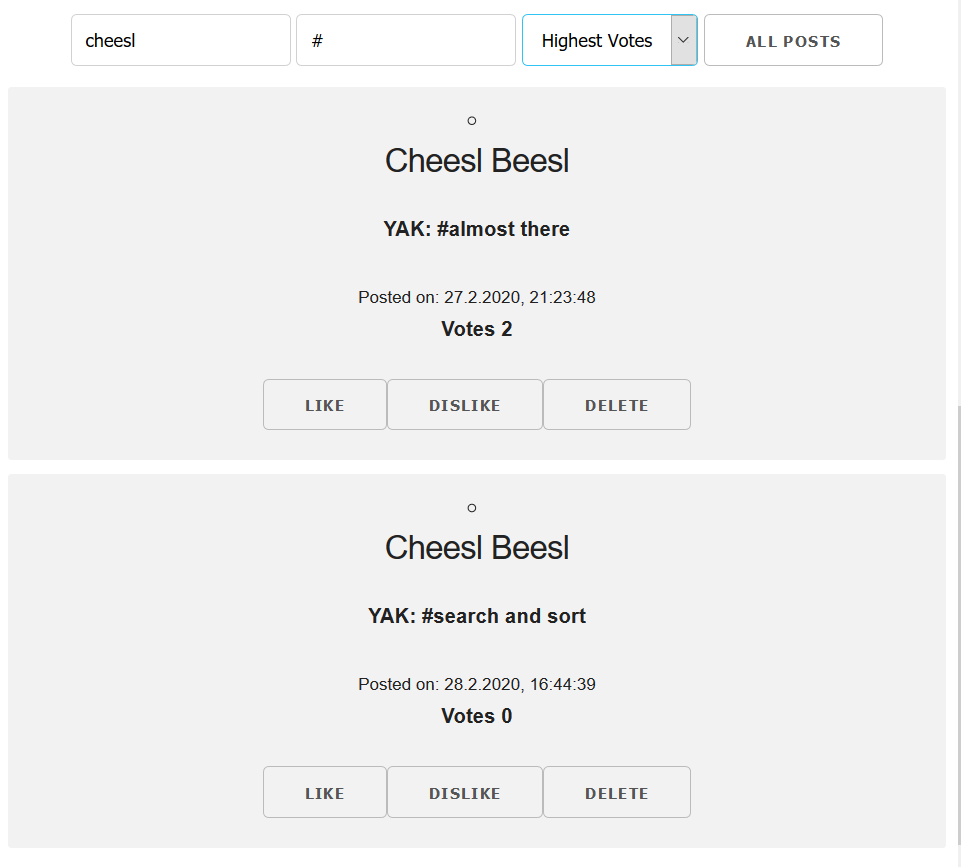 cheesl # Highest Votes ALL POSTS
Cheesl Beesl
YAK: #almost there
Posted on: 27.2.2020, 21:23:48
Votes 2
LIKE DISLIKE DELETE
Cheesl Beesl
YAK: #search and sort
Posted on: 28.2.2020, 16:44:39
Votes 0
LIKE DISLIKE DELETE